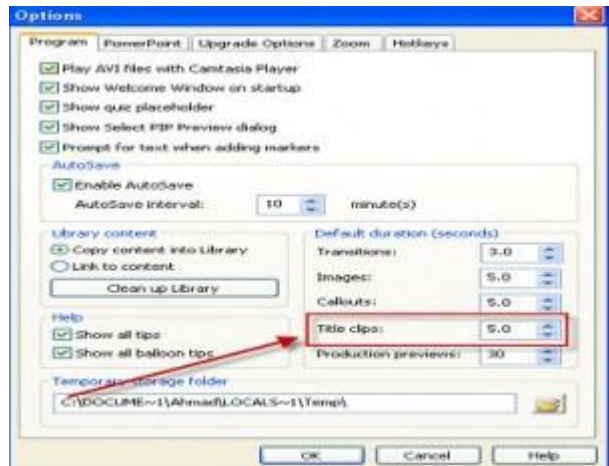 Options
Program PowerPoint Upgrade Options Zoom Hotkeys
Play AVI files with Camtasia Player
Show Welcome Window on startup
Show quiz placeholder
Show Select PIP Preview dialog
Prompt for text when adding markers
AutoSave
Enable AutoSave
AutoSave interval: 10 minute(s)
Library content
Copy content into Library
Link to content
Clean up Library
Help
Show all tips
Show all balloon tips
Default duration (seconds)
Transitions: 3.0
Images: 5.0
Callouts: 5.0
Title clips: 5.0
Production previews: 30
Temporary storage folder
C:\DOCUME~1\Ahmad\LOCALS~1\Temp\
OK Cancel Help